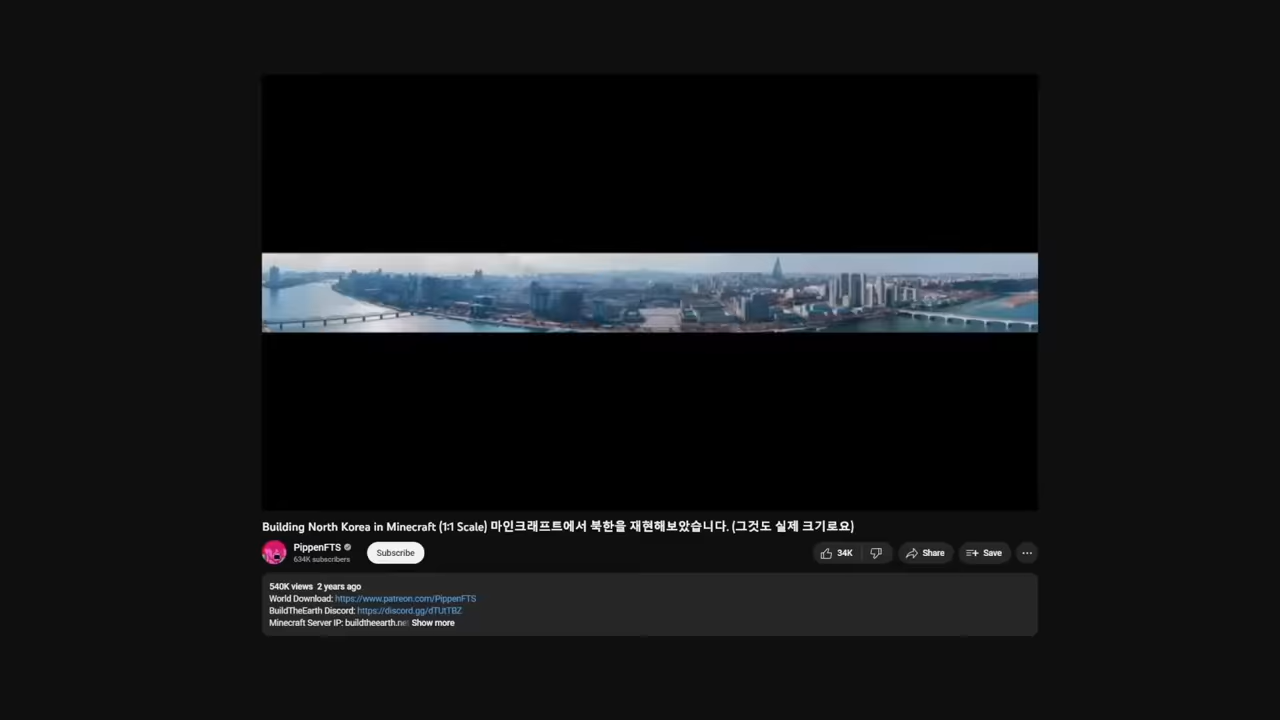 Building North Korea in Minecraft (1:1 Scale) 마인크래프트에서 북한을 재현해보았습니다. (그것도 실제 크기로요)
PippenFTS
634K subscribers
Subscribe
34K
Share
Save
540K views 2 years ago
World Download: https://www.patreon.com/PippenFTS
BuildTheEarth Discord: https://discord.gg/dTUtTBZ
Minecraft Server IP: buildtheearth.ne Show more